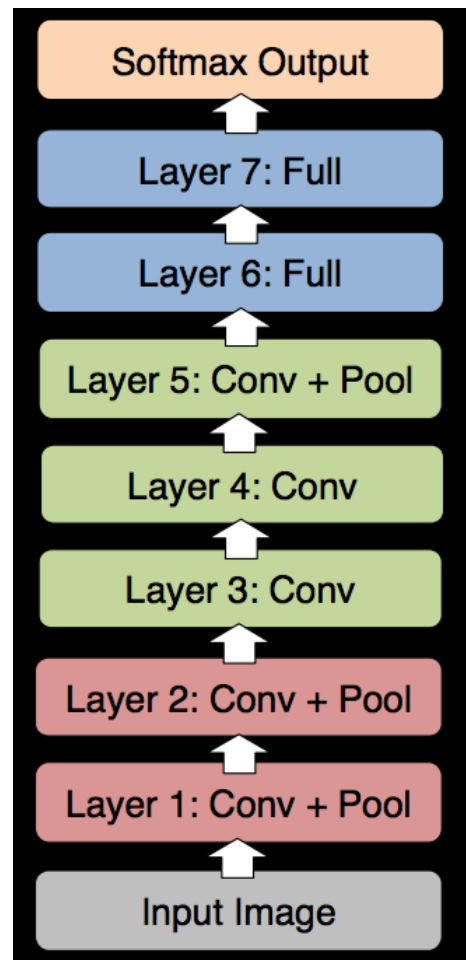 Softmax Output
Layer 7: Full
Layer 6: Full
Layer 5: Conv + Pool
Layer 4: Conv
Layer 3: Conv
Layer 2: Conv + Pool
Layer 1: Conv + Pool
Input Image